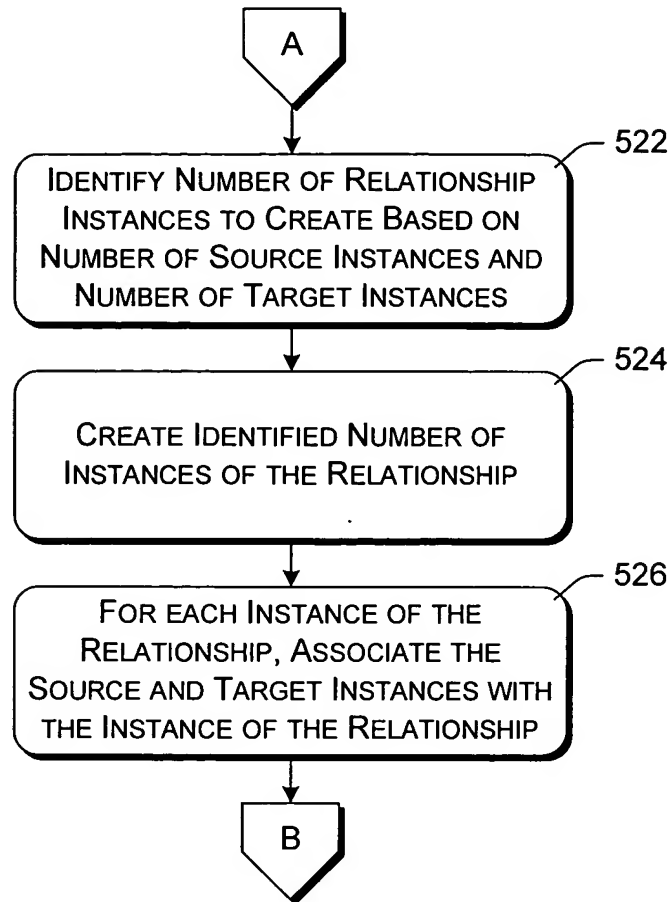 A
522
IDENTIFY NUMBER OF RELATIONSHIP
INSTANCES TO CREATE BASED ON
NUMBER OF SOURCE INSTANCES AND
NUMBER OF TARGET INSTANCES
524
CREATE IDENTIFIED NUMBER OF
INSTANCES OF THE RELATIONSHIP
526
FOR EACH INSTANCE OF THE
RELATIONSHIP, ASSOCIATE THE
SOURCE AND TARGET INSTANCES WITH
THE INSTANCE OF THE RELATIONSHIP
B